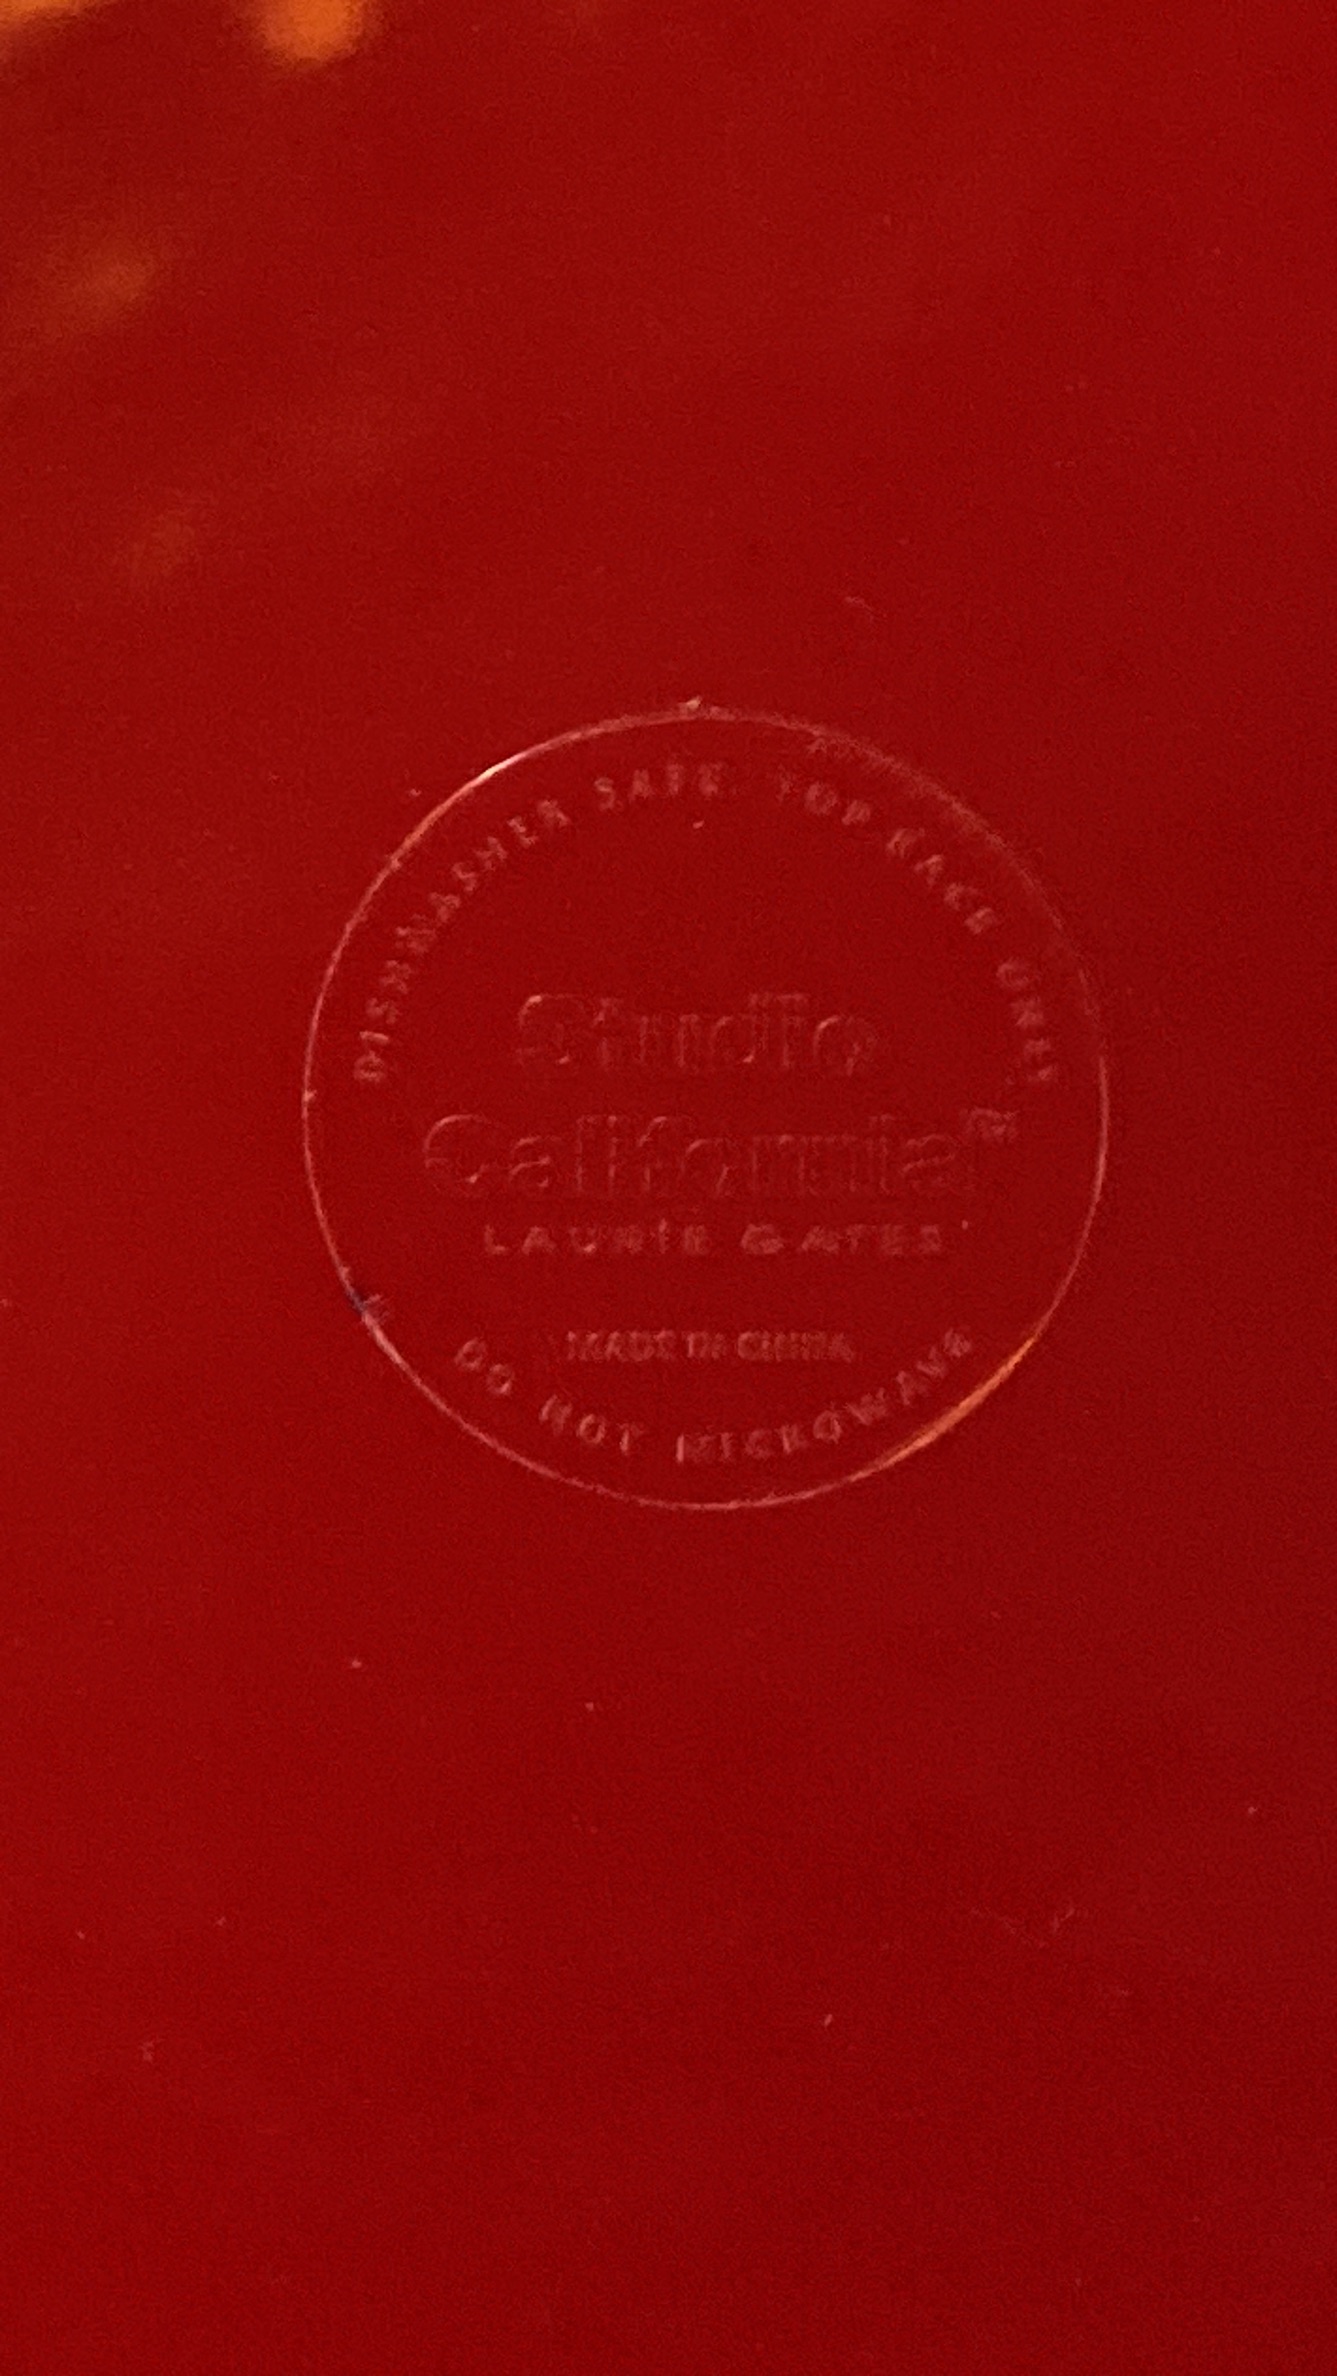 DISHWASHER SAFE TOP RACK ONLY
Studio
California®
LAURIE GATES
MADE IN CHINA
DO NOT MICROWAVE